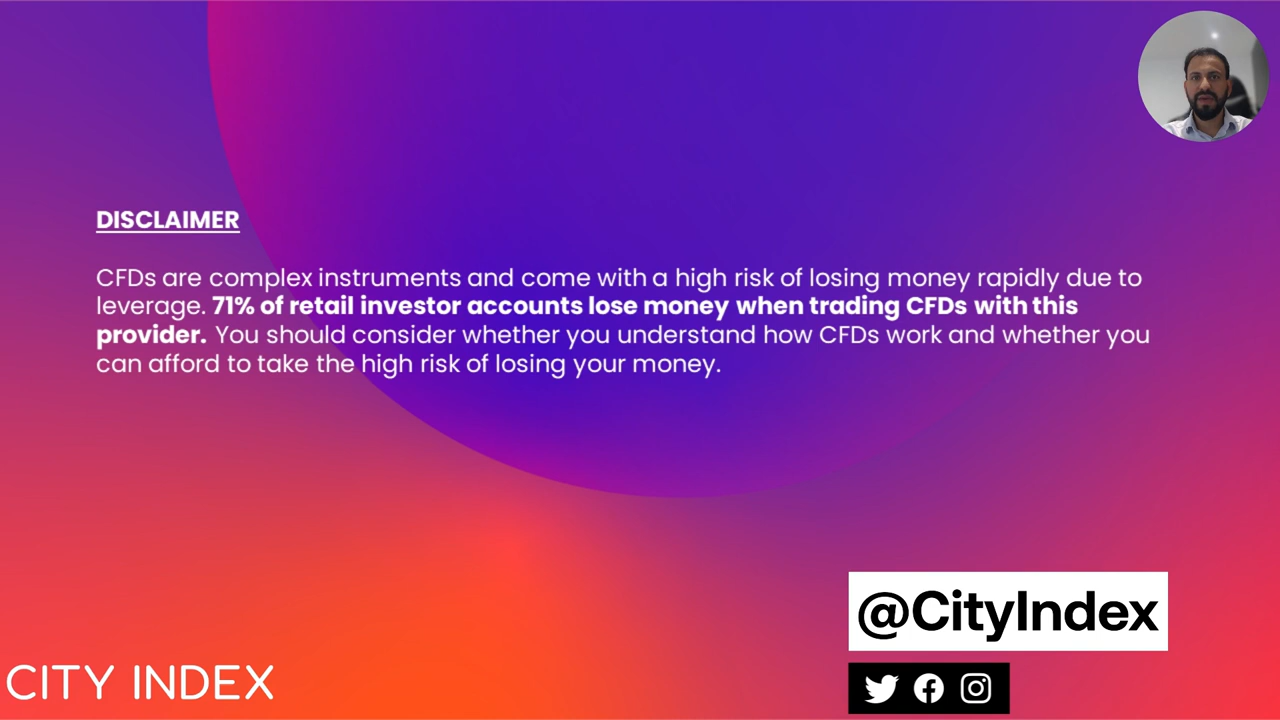 DISCLAIMER
CFDs are complex instruments and come with a high risk of losing money rapidly due to
leverage. 71% of retail investor accounts lose money when trading CFDs with this
provider. You should consider whether you understand how CFDs work and whether you
can afford to take the high risk of losing your money.
@CityIndex
CITY INDEX